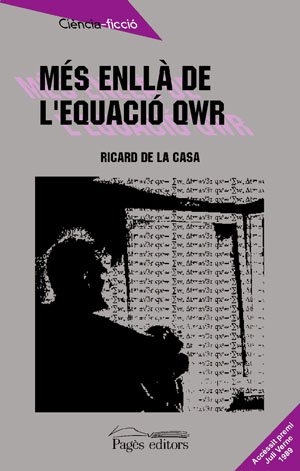 Ciència-ficció
MÉS ENLLÀ DE
L'EQUACIÓ QWR
RICARD DE LA CASA
Pagès editors
Accèssit premi
Juli Verne
1989